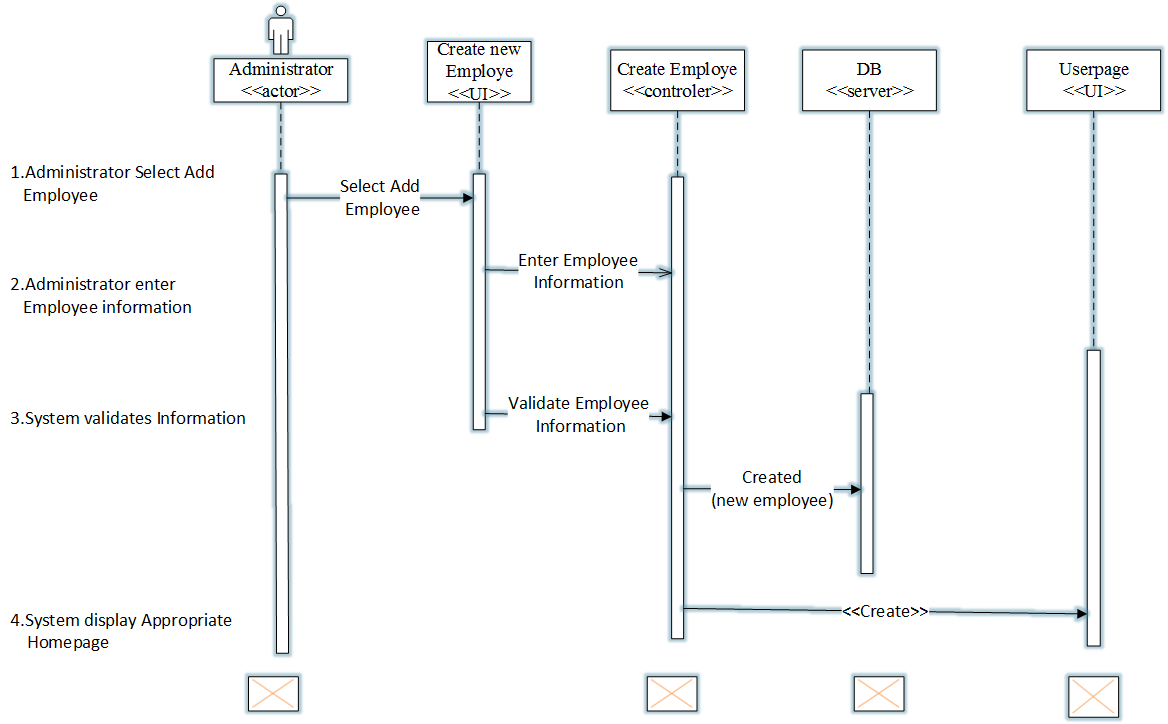 Administrator
<<actor>>
Create new
Employe
<<UI>>
Create Employe
<<controler>>
DB
<<server>>
Userpage
<<UI>>
1.Administrator Select Add
Employee
Select Add
Employee
2.Administrator enter
Employee information
Enter Employee
Information
3.System validates Information
Validate Employee
Information
Created
(new employee)
4.System display Appropriate
Homepage
<<Create>>